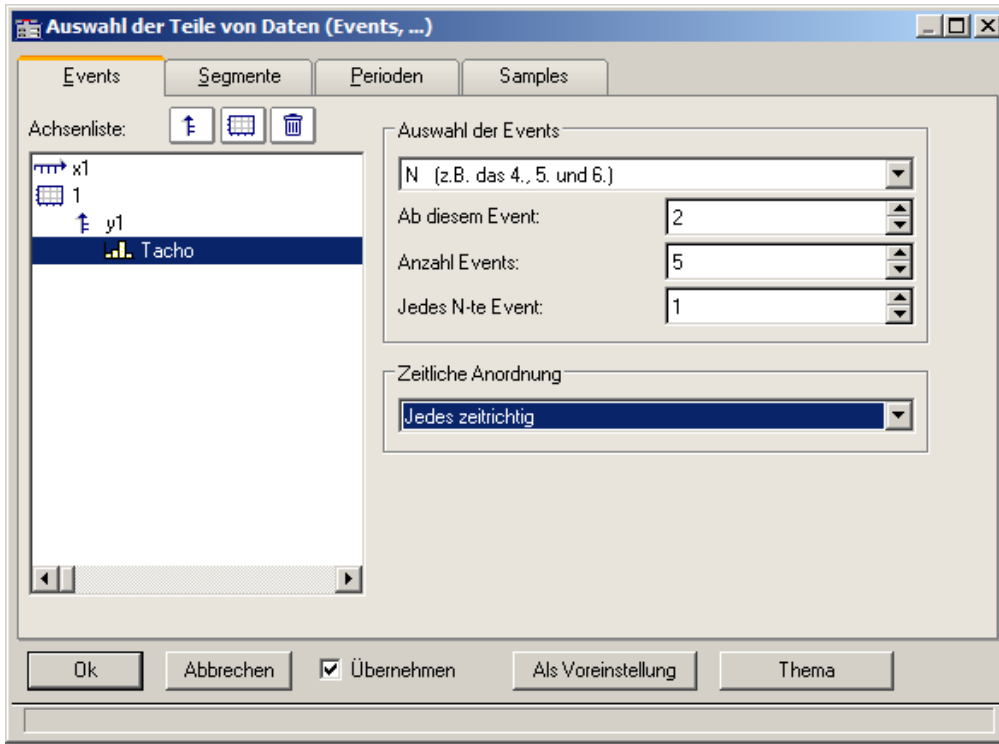 Auswahl der Teile von Daten (Events, ...)
Events Segmente Perioden Samples
Achsenliste:
x1
1
y1
Tacho
Auswahl der Events
N (z.B. das 4., 5. und 6.)
Ab diesem Event: 2
Anzahl Events: 5
Jedes N-te Event: 1
Zeitliche Anordnung
Jedes zeitrichtig
Ok Abbrechen Übernehmen Als Voreinstellung Thema